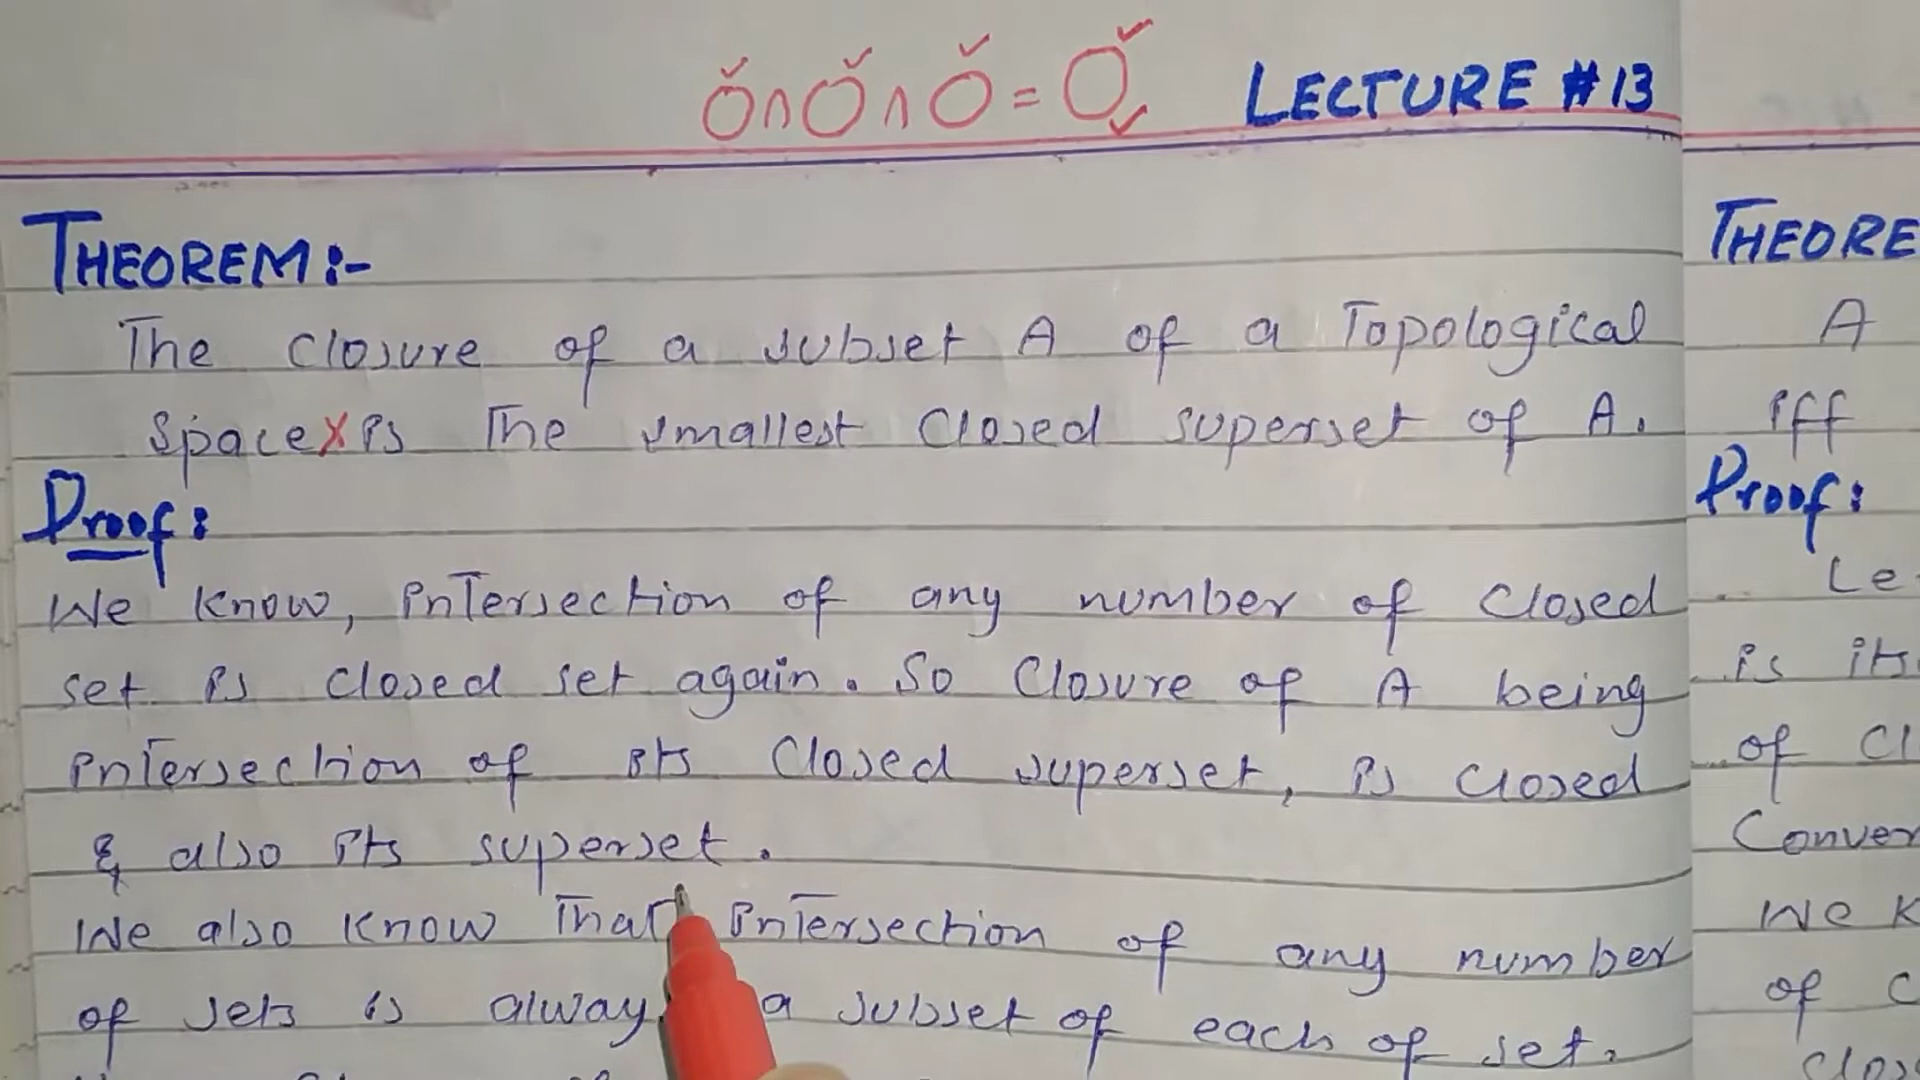 O∩O∩O=O LECTURE #13
THEOREM:-
The closure of a subset A of a Topological
space X is The smallest closed superset of A.
Proof:
We know, inTersection of any number of closed
set is closed set again. So closure of A being
inTersection of its closed superset, is closed
& also its superset.
We also know That inTersection of any number
of sets is alway a subset of each of set.
THEORE
A
iff
Proof:
Le
is its
of Cl
Conver
We K
of C
clos